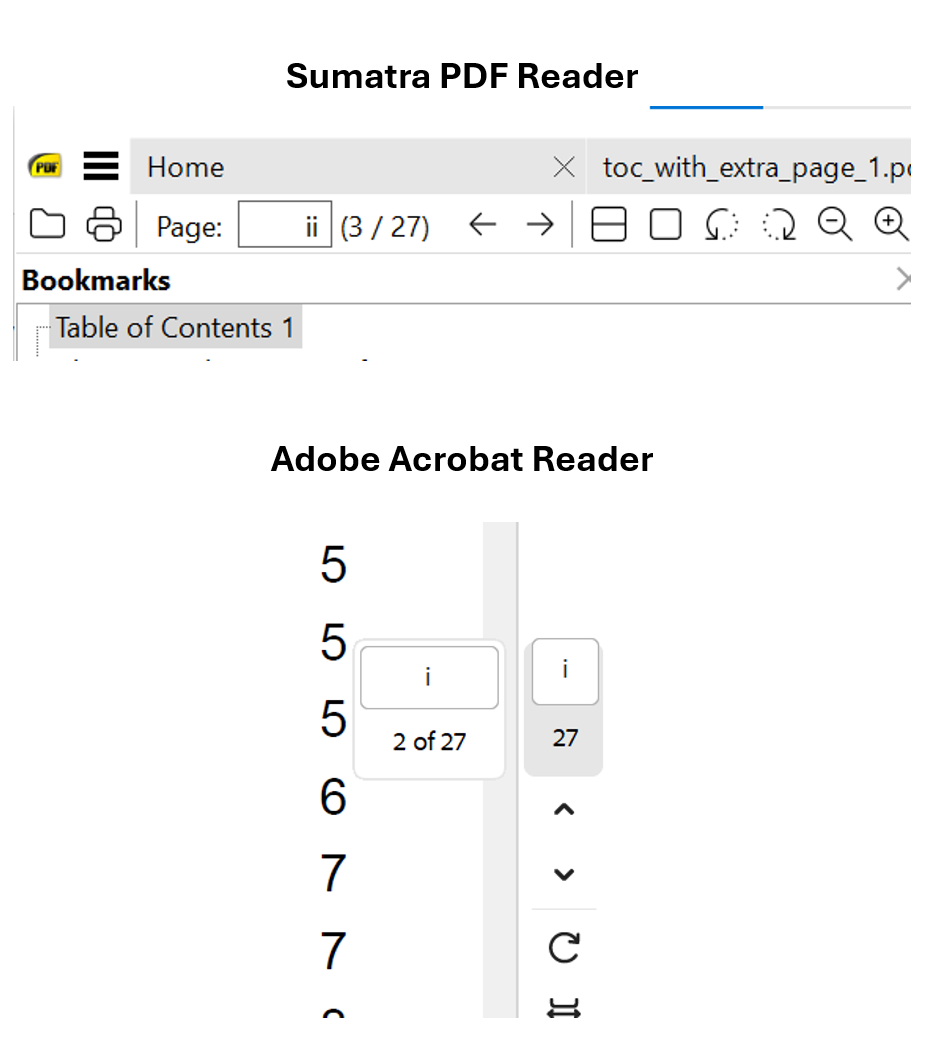 Sumatra PDF Reader
PDF
Home
toc_with_extra_page_1.p
Page: ii (3 / 27)
Bookmarks
Table of Contents 1
Adobe Acrobat Reader
5
5
i
i
5
2 of 27
27
6
7
7